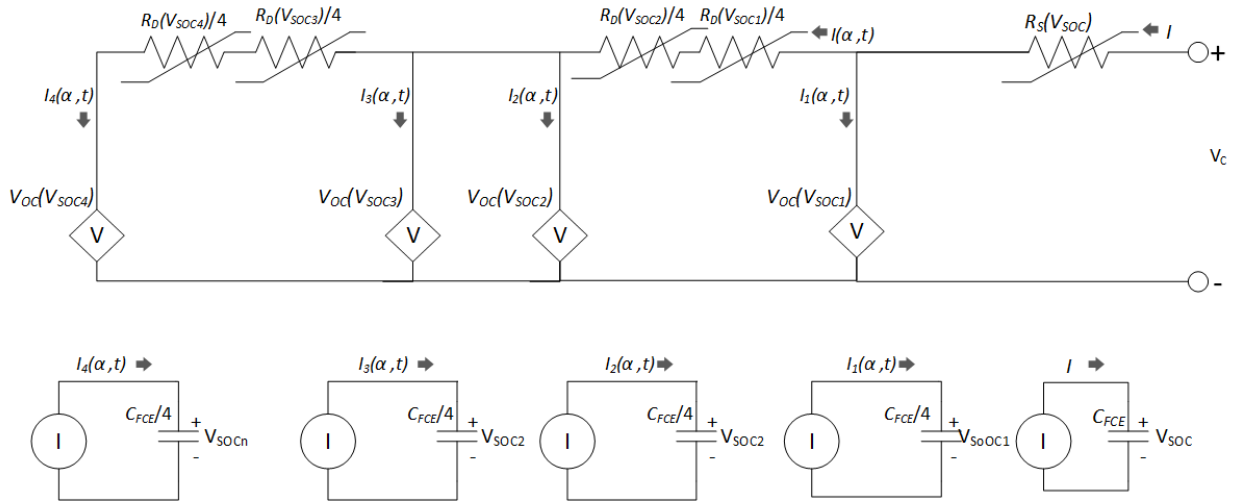 R_D(V_SOC4)/4 R_D(V_SOC3)/4 R_D(V_SOC2)/4 R_D(V_SOC1)/4 I(α,t) R_S(V_SOC) I
+
I_4(α,t) I_3(α,t) I_2(α,t) I_1(α,t)
V_C
V_OC(V_SOC4) V_OC(V_SOC3) V_OC(V_SOC2) V_OC(V_SOC1)
V V V V
-
I_4(α,t) I_3(α,t) I_2(α,t) I_1(α,t) I
C_FCE/4 C_FCE/4 C_FCE/4 C_FCE/4 C_FCE
+ + + + +
I V_SOCn I V_SOC2 I V_SOC2 I V_SoOC1 I V_SOC
- - - - -